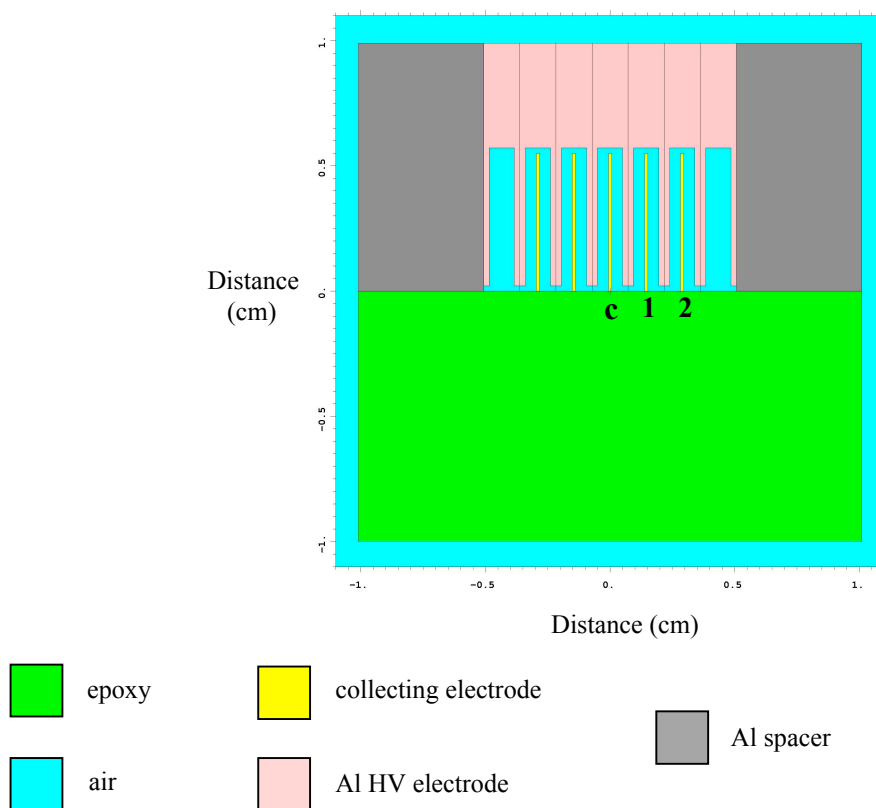 1.
0.5
Distance
(cm)
0.
c 1 2
-0.5
-1.
-1. -0.5 0. 0.5 1.
Distance (cm)
epoxy
collecting electrode
Al spacer
air
Al HV electrode